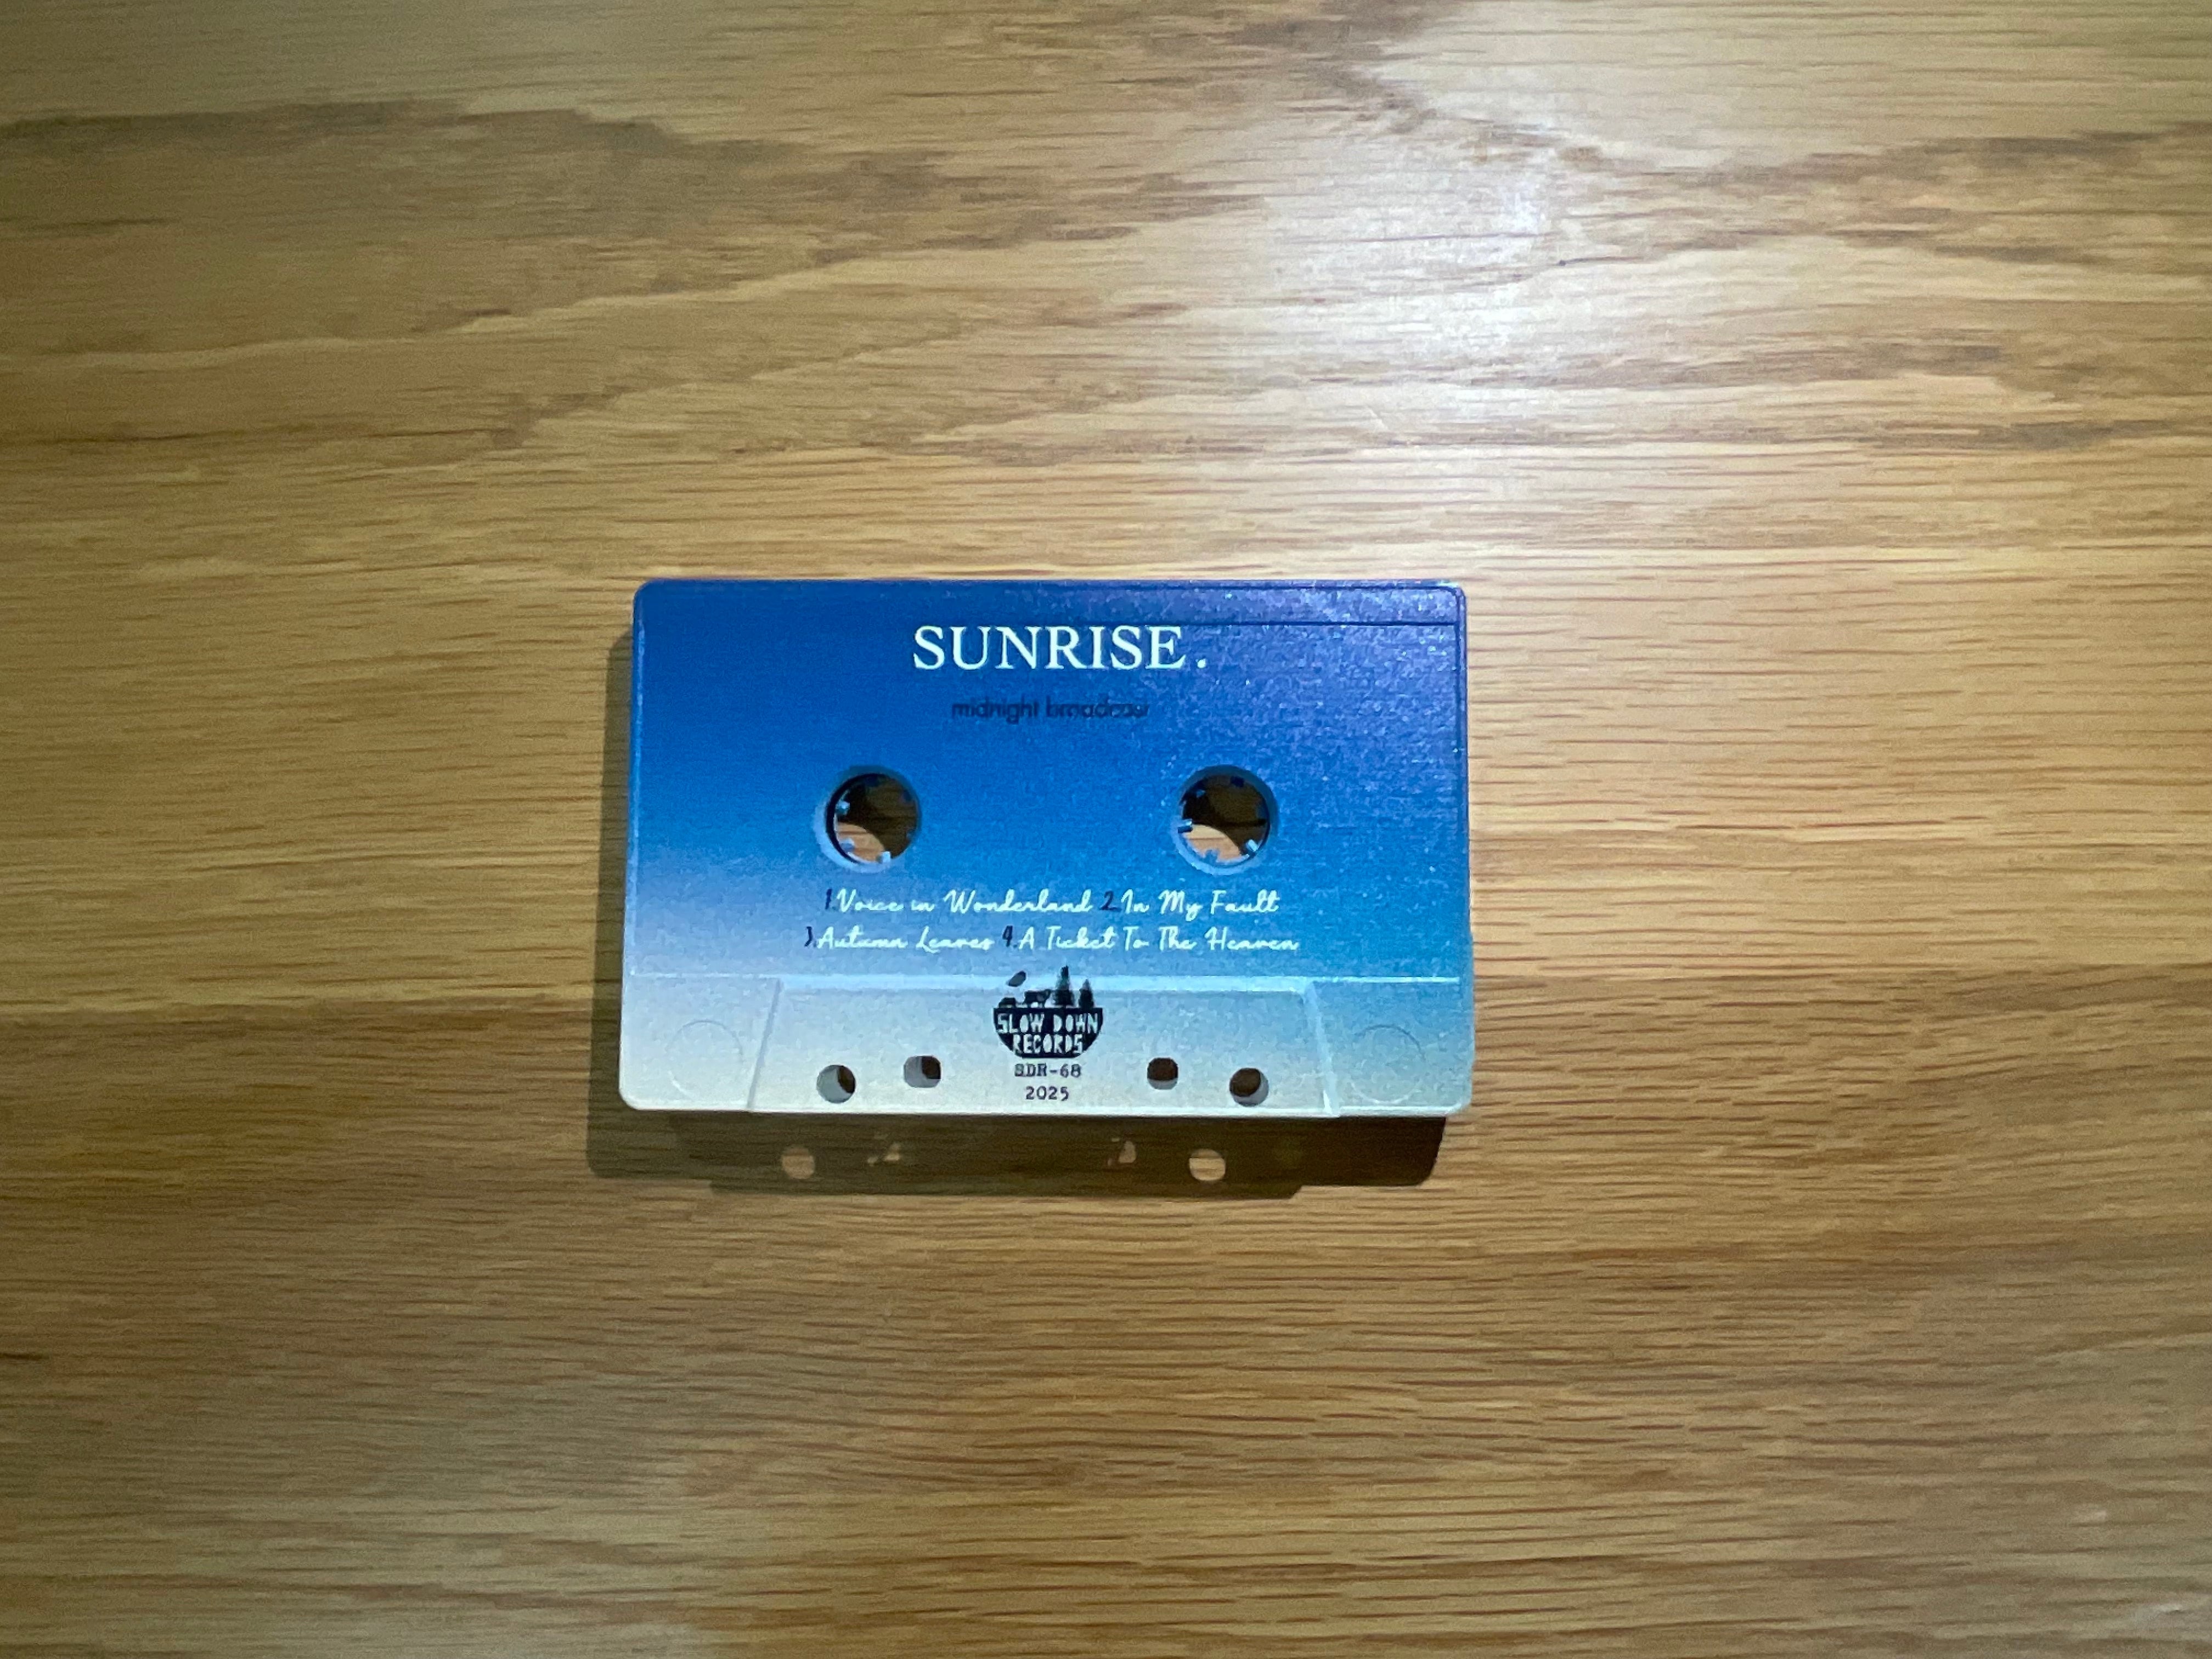 SUNRISE.
midnight broadcast
1.Voice in Wonderland 2.In My Fault
3.Autumn Leaves 4.A Ticket To The Heaven
SLOW DOWN
RECORDS
SDR-68
2025